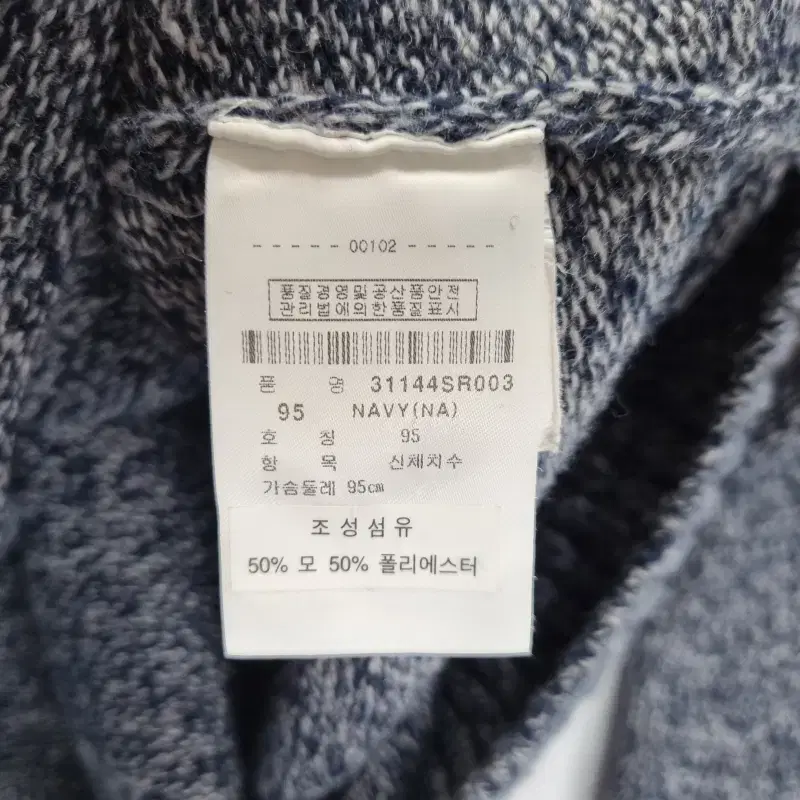 ----- 00102 -----
품질경영및공산품안전
관리법에의한품질표시
품 명 31144SR003
95 NAVY(NA)
호 칭 95
항 목 신체치수
가슴둘레 95cm
조성섬유
50% 모 50% 폴리에스터